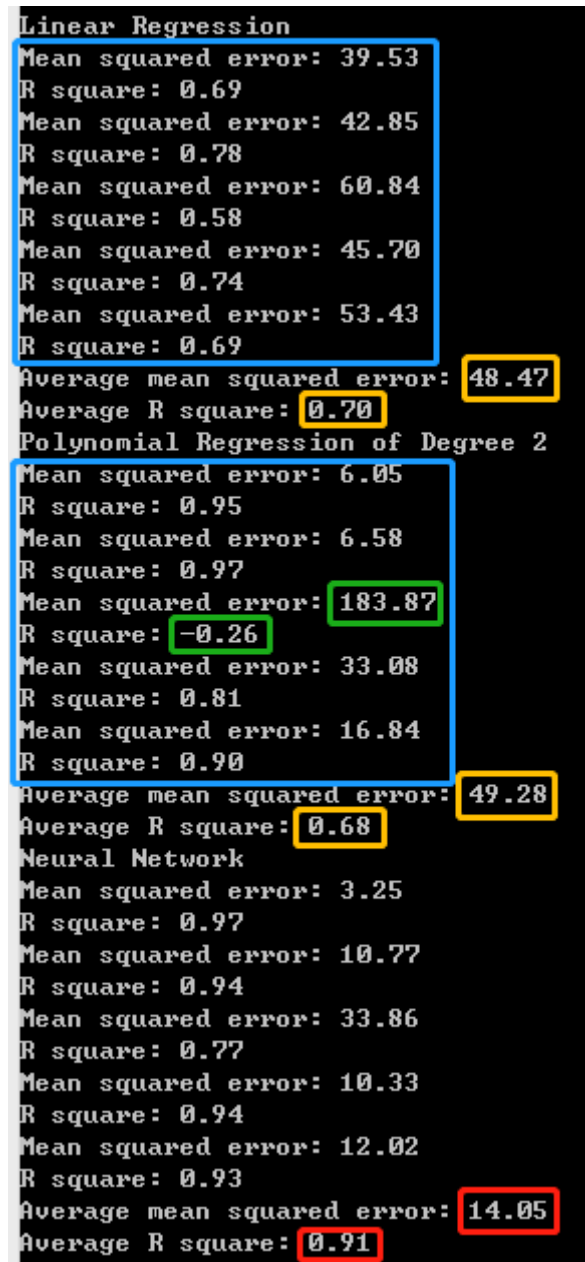 Linear Regression
Mean squared error: 39.53
R square: 0.69
Mean squared error: 42.85
R square: 0.78
Mean squared error: 60.84
R square: 0.58
Mean squared error: 45.70
R square: 0.74
Mean squared error: 53.43
R square: 0.69
Average mean squared error: 48.47
Average R square: 0.70
Polynomial Regression of Degree 2
Mean squared error: 6.05
R square: 0.95
Mean squared error: 6.58
R square: 0.97
Mean squared error: 183.87
R square: -0.26
Mean squared error: 33.08
R square: 0.81
Mean squared error: 16.84
R square: 0.90
Average mean squared error: 49.28
Average R square: 0.68
Neural Network
Mean squared error: 3.25
R square: 0.97
Mean squared error: 10.77
R square: 0.94
Mean squared error: 33.86
R square: 0.77
Mean squared error: 10.33
R square: 0.94
Mean squared error: 12.02
R square: 0.93
Average mean squared error: 14.05
Average R square: 0.91